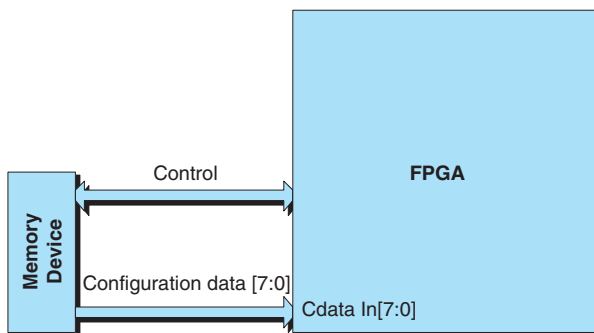 Control
FPGA
Memory
Device
Configuration data [7:0]
Cdata In[7:0]